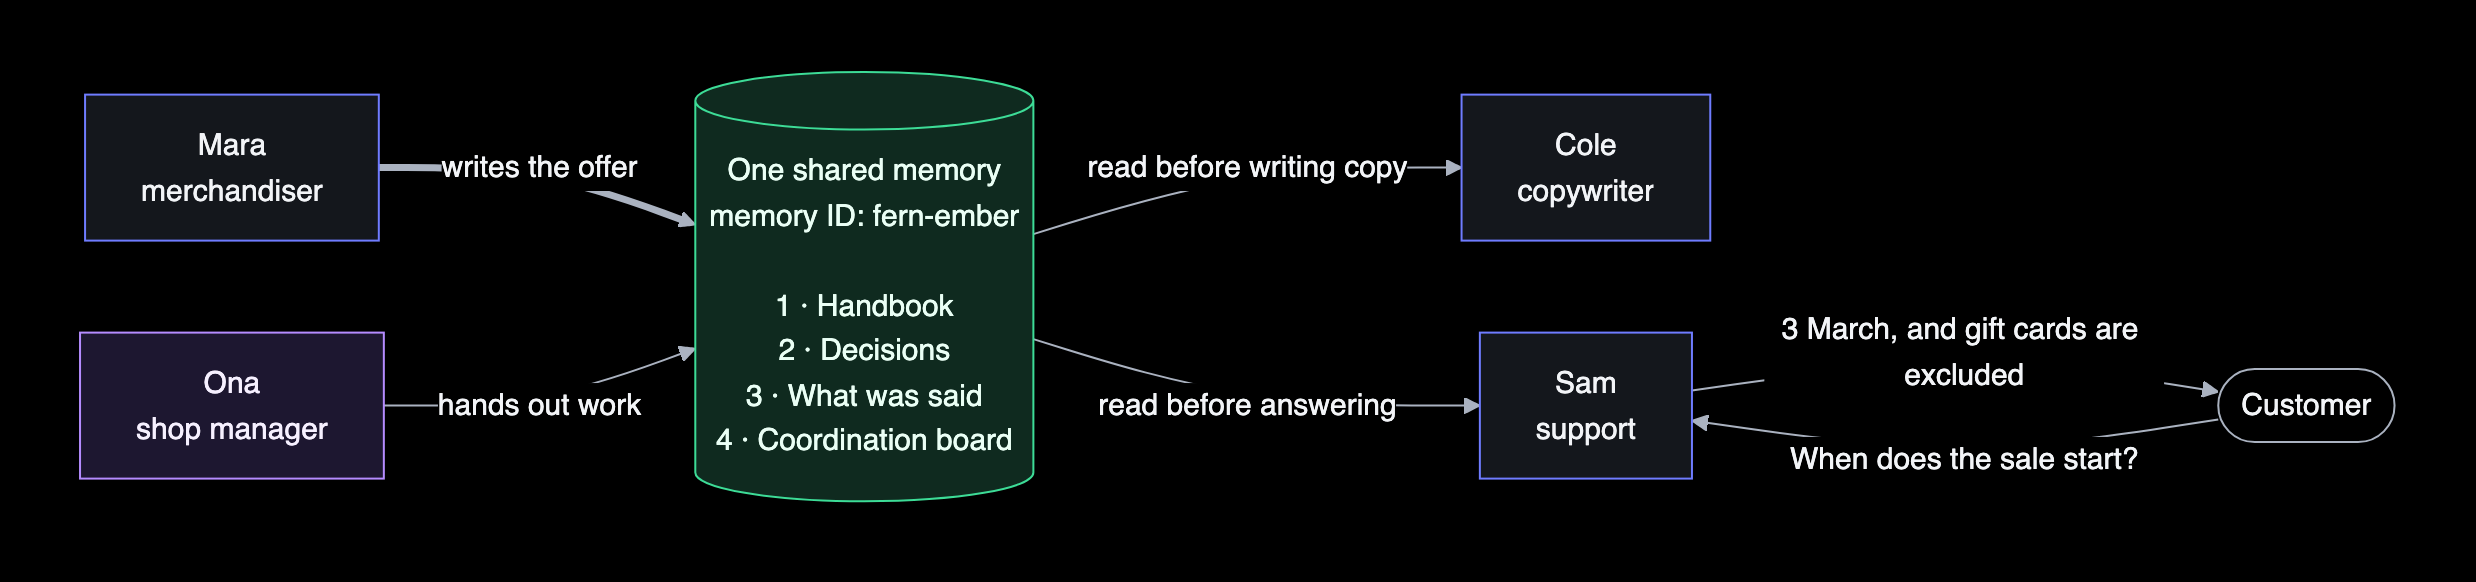 Mara
merchandiser
writes the offer
Ona
shop manager
hands out work
One shared memory
memory ID: fern-ember
1 · Handbook
2 · Decisions
3 · What was said
4 · Coordination board
read before writing copy
Cole
copywriter
read before answering
Sam
support
3 March, and gift cards are
excluded
When does the sale start?
Customer